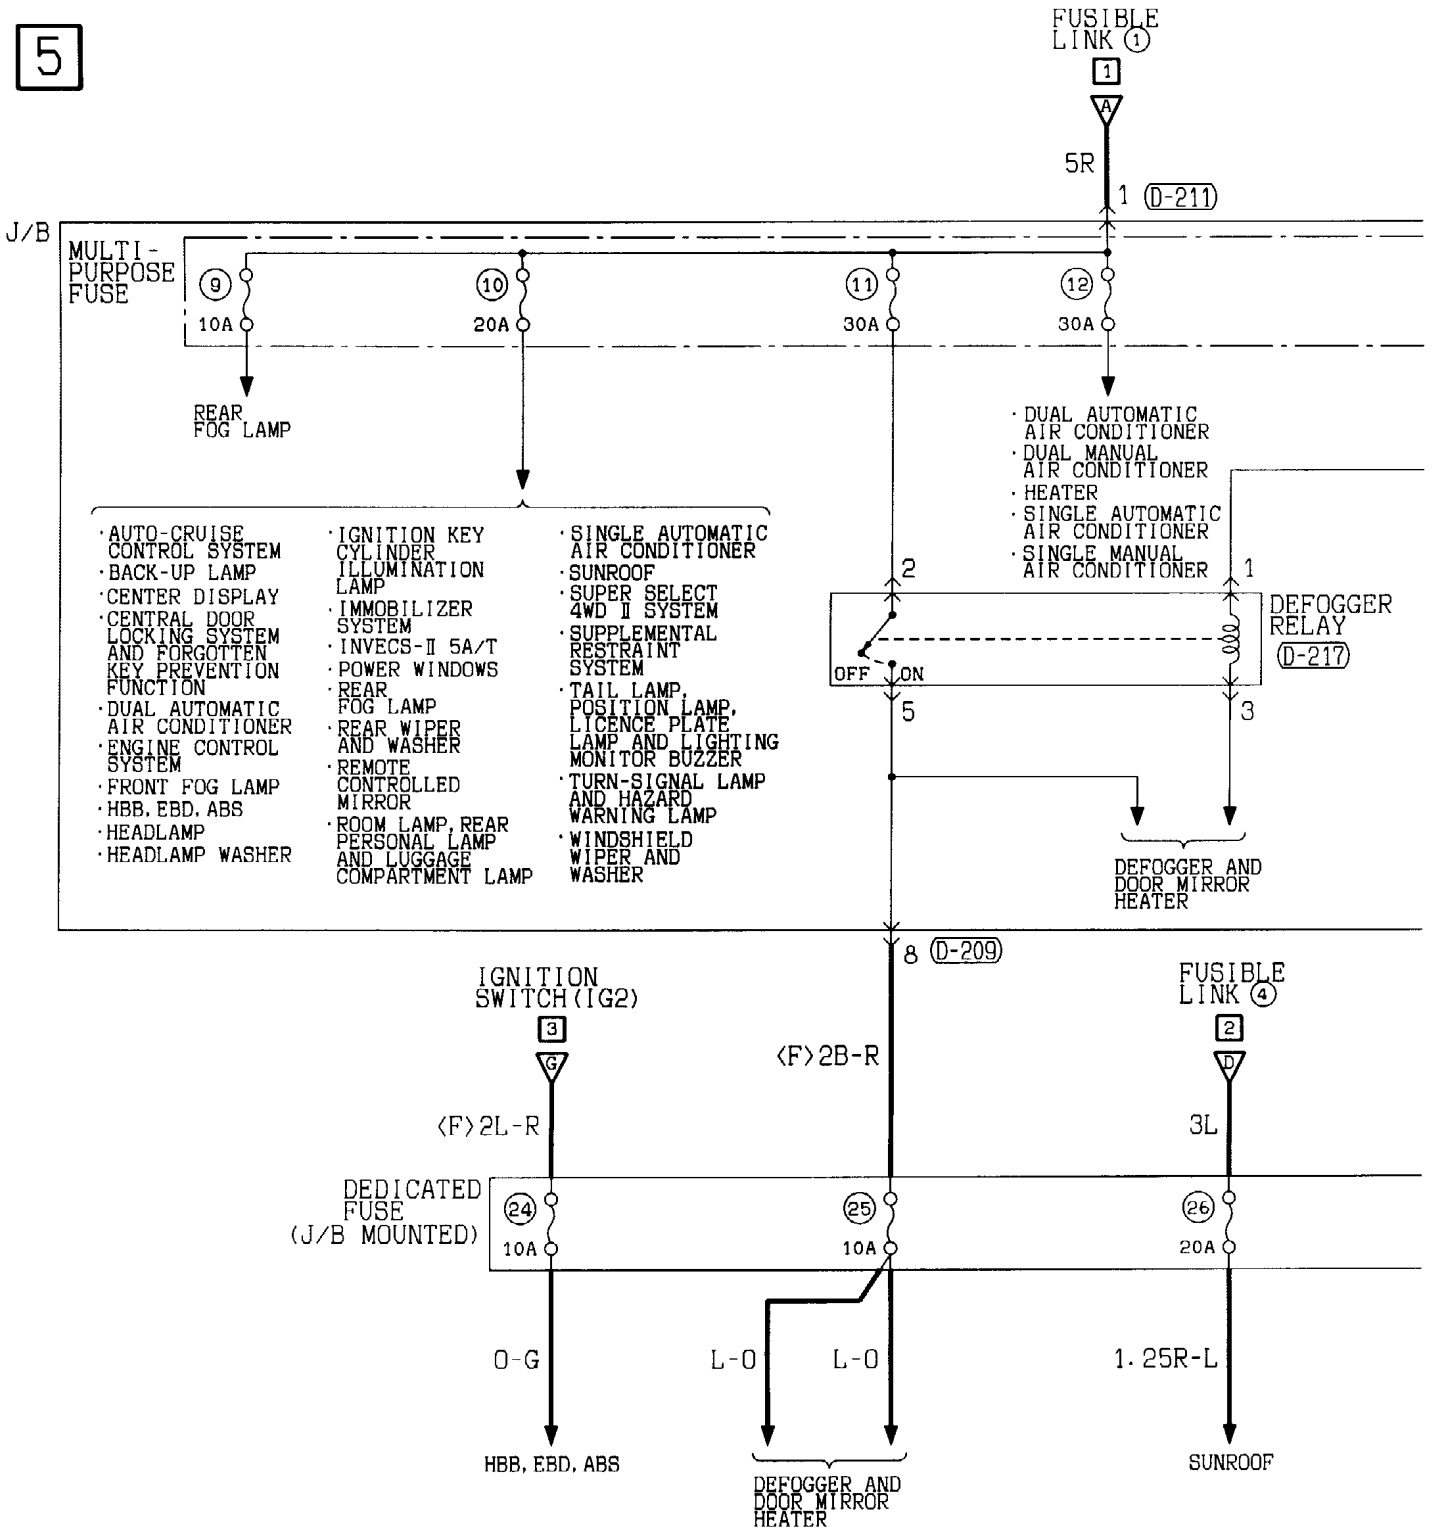 5
FUSIBLE
LINK ①
1
A
5R
1 (D-211)
J/B
MULTI-
PURPOSE
FUSE
⑨
10A
⑩
20A
⑪
30A
⑫
30A
REAR
FOG LAMP
· DUAL AUTOMATIC
AIR CONDITIONER
· DUAL MANUAL
AIR CONDITIONER
· HEATER
· SINGLE AUTOMATIC
AIR CONDITIONER
· SINGLE MANUAL
AIR CONDITIONER
· AUTO-CRUISE
CONTROL SYSTEM
· BACK-UP LAMP
· CENTER DISPLAY
· CENTRAL DOOR
LOCKING SYSTEM
AND FORGOTTEN
KEY PREVENTION
FUNCTION
· DUAL AUTOMATIC
AIR CONDITIONER
· ENGINE CONTROL
SYSTEM
· FRONT FOG LAMP
· HBB, EBD, ABS
· HEADLAMP
· HEADLAMP WASHER
· IGNITION KEY
CYLINDER
ILLUMINATION
LAMP
· IMMOBILIZER
SYSTEM
· INVECS-Ⅱ 5A/T
· POWER WINDOWS
· REAR
FOG LAMP
· REAR WIPER
AND WASHER
· REMOTE
CONTROLLED
MIRROR
· ROOM LAMP, REAR
PERSONAL LAMP
AND LUGGAGE
COMPARTMENT LAMP
· SINGLE AUTOMATIC
AIR CONDITIONER
· SUNROOF
· SUPER SELECT
4WD Ⅱ SYSTEM
· SUPPLEMENTAL
RESTRAINT
SYSTEM
· TAIL LAMP,
POSITION LAMP,
LICENCE PLATE
LAMP AND LIGHTING
MONITOR BUZZER
· TURN-SIGNAL LAMP
AND HAZARD
WARNING LAMP
· WINDSHIELD
WIPER AND
WASHER
2
1
DEFOGGER
RELAY
(D-217)
OFF
ON
5
3
DEFOGGER AND
DOOR MIRROR
HEATER
8 (D-209)
IGNITION
SWITCH(IG2)
3
G
<F>2L-R
<F>2B-R
FUSIBLE
LINK ④
2
D
3L
DEDICATED
FUSE
(J/B MOUNTED)
㉔
10A
㉕
10A
㉖
20A
O-G
L-O
L-O
1.25R-L
HBB, EBD, ABS
DEFOGGER AND
DOOR MIRROR
HEATER
SUNROOF